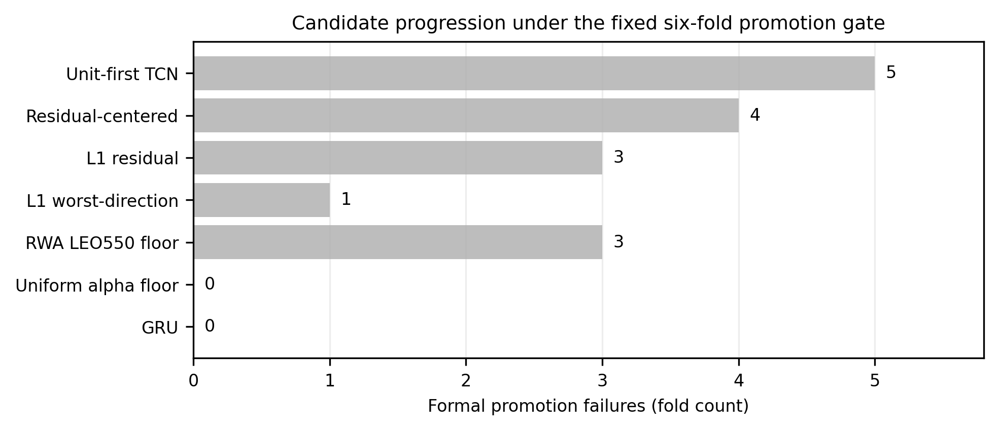 Candidate progression under the fixed six-fold promotion gate
Unit-first TCN 5
Residual-centered 4
L1 residual 3
L1 worst-direction 1
RWA LEO550 floor 3
Uniform alpha floor 0
GRU 0
0 1 2 3 4 5
Formal promotion failures (fold count)